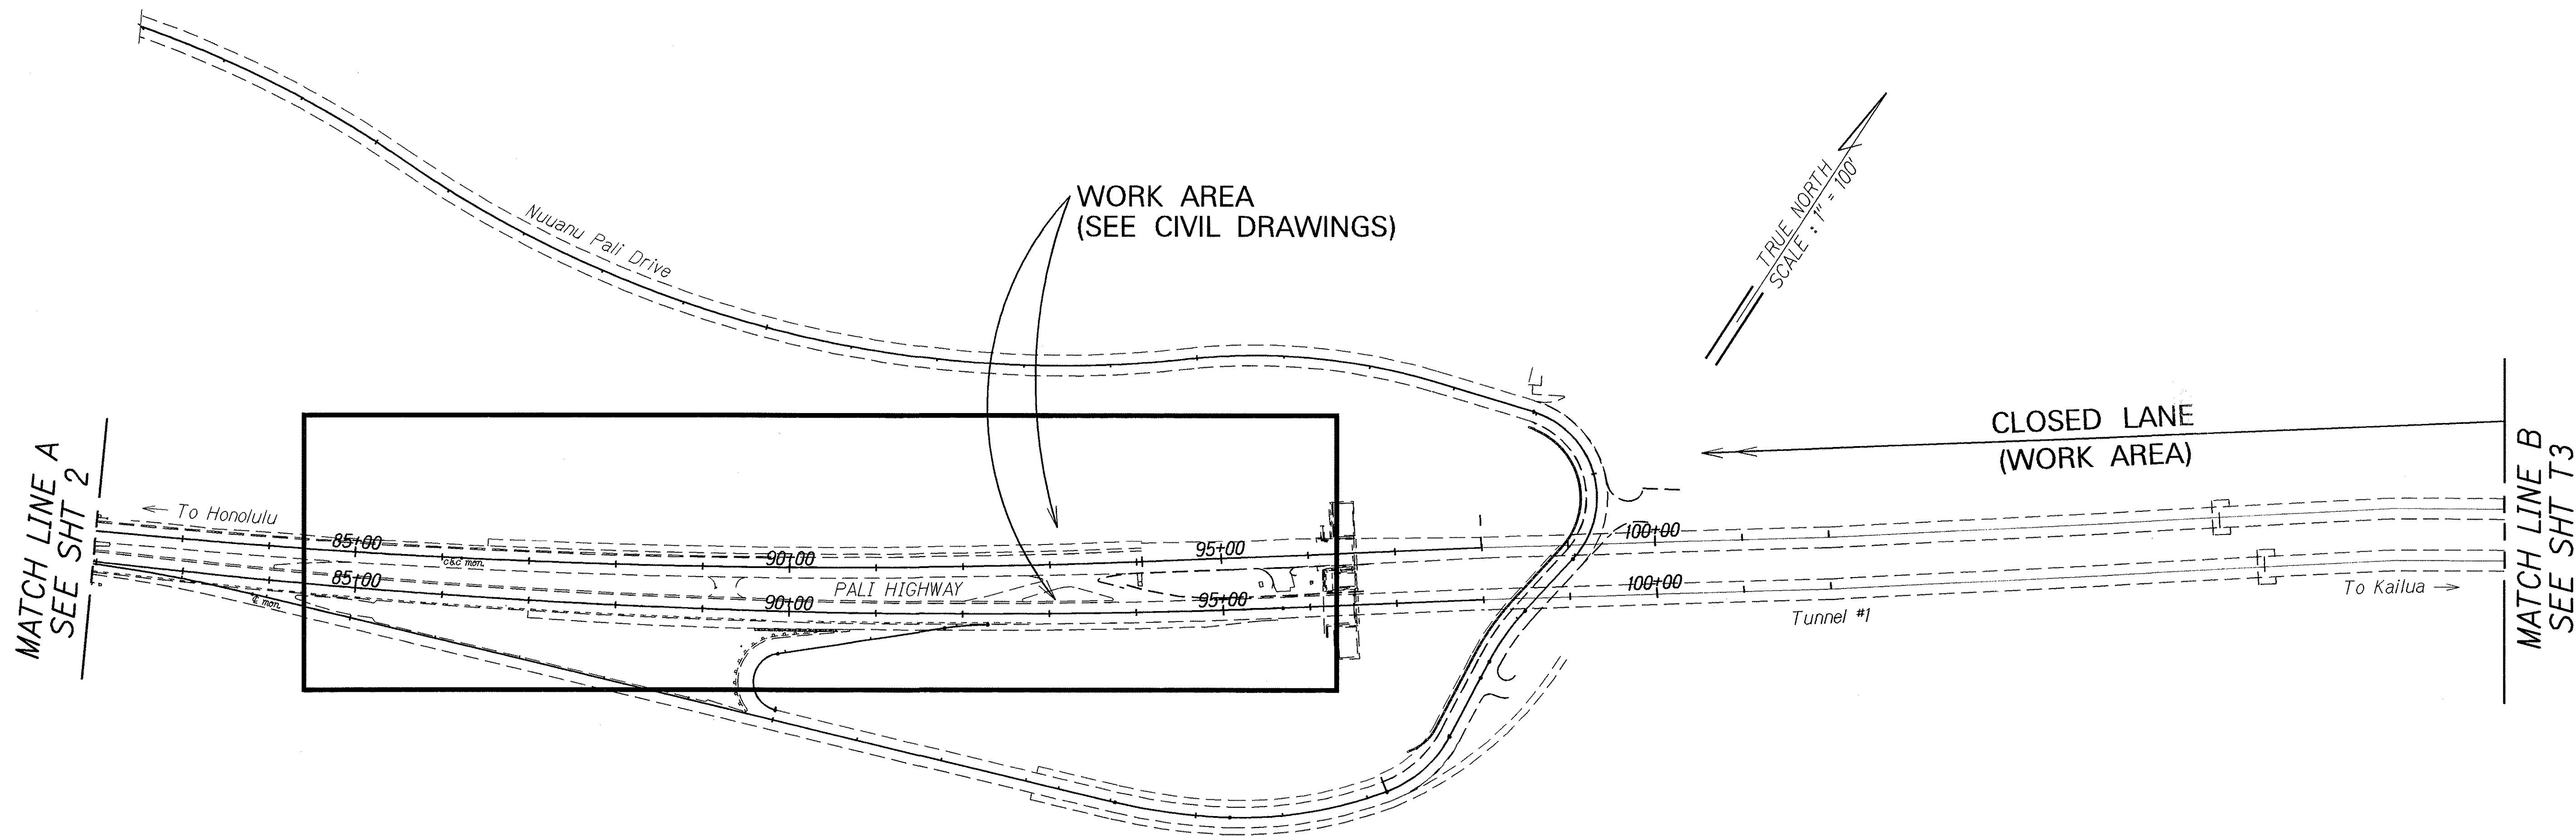 Nuuanu Pali Drive
WORK AREA
(SEE CIVIL DRAWINGS)
TRUE NORTH
SCALE : 1" = 100'
CLOSED LANE
(WORK AREA)
MATCH LINE A
SEE SHT 2
MATCH LINE B
SEE SHT T3
To Honolulu
85+00
90+00
95+00
100+00
c&c mon.
PALI HIGHWAY
85+00
90+00
95+00
100+00
To Kailua
Tunnel #1
mon.